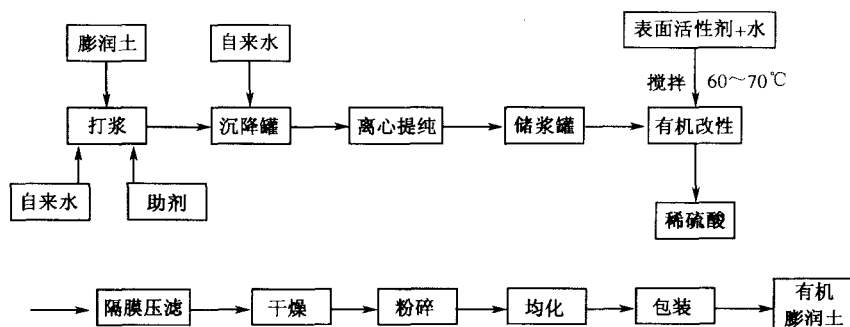 膨润土
自来水
表面活性剂+水
搅拌 60~70℃
打浆
沉降罐
离心提纯
储浆罐
有机改性
自来水
助剂
稀硫酸
隔膜压滤
干燥
粉碎
均化
包装
有机
膨润土